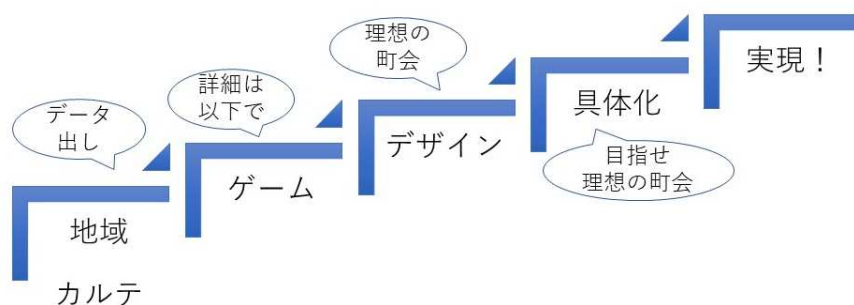 データ
出し
地域
カルテ
詳細は
以下で
ゲーム
理想の
町会
デザイン
具体化
目指せ
理想の町会
実現！